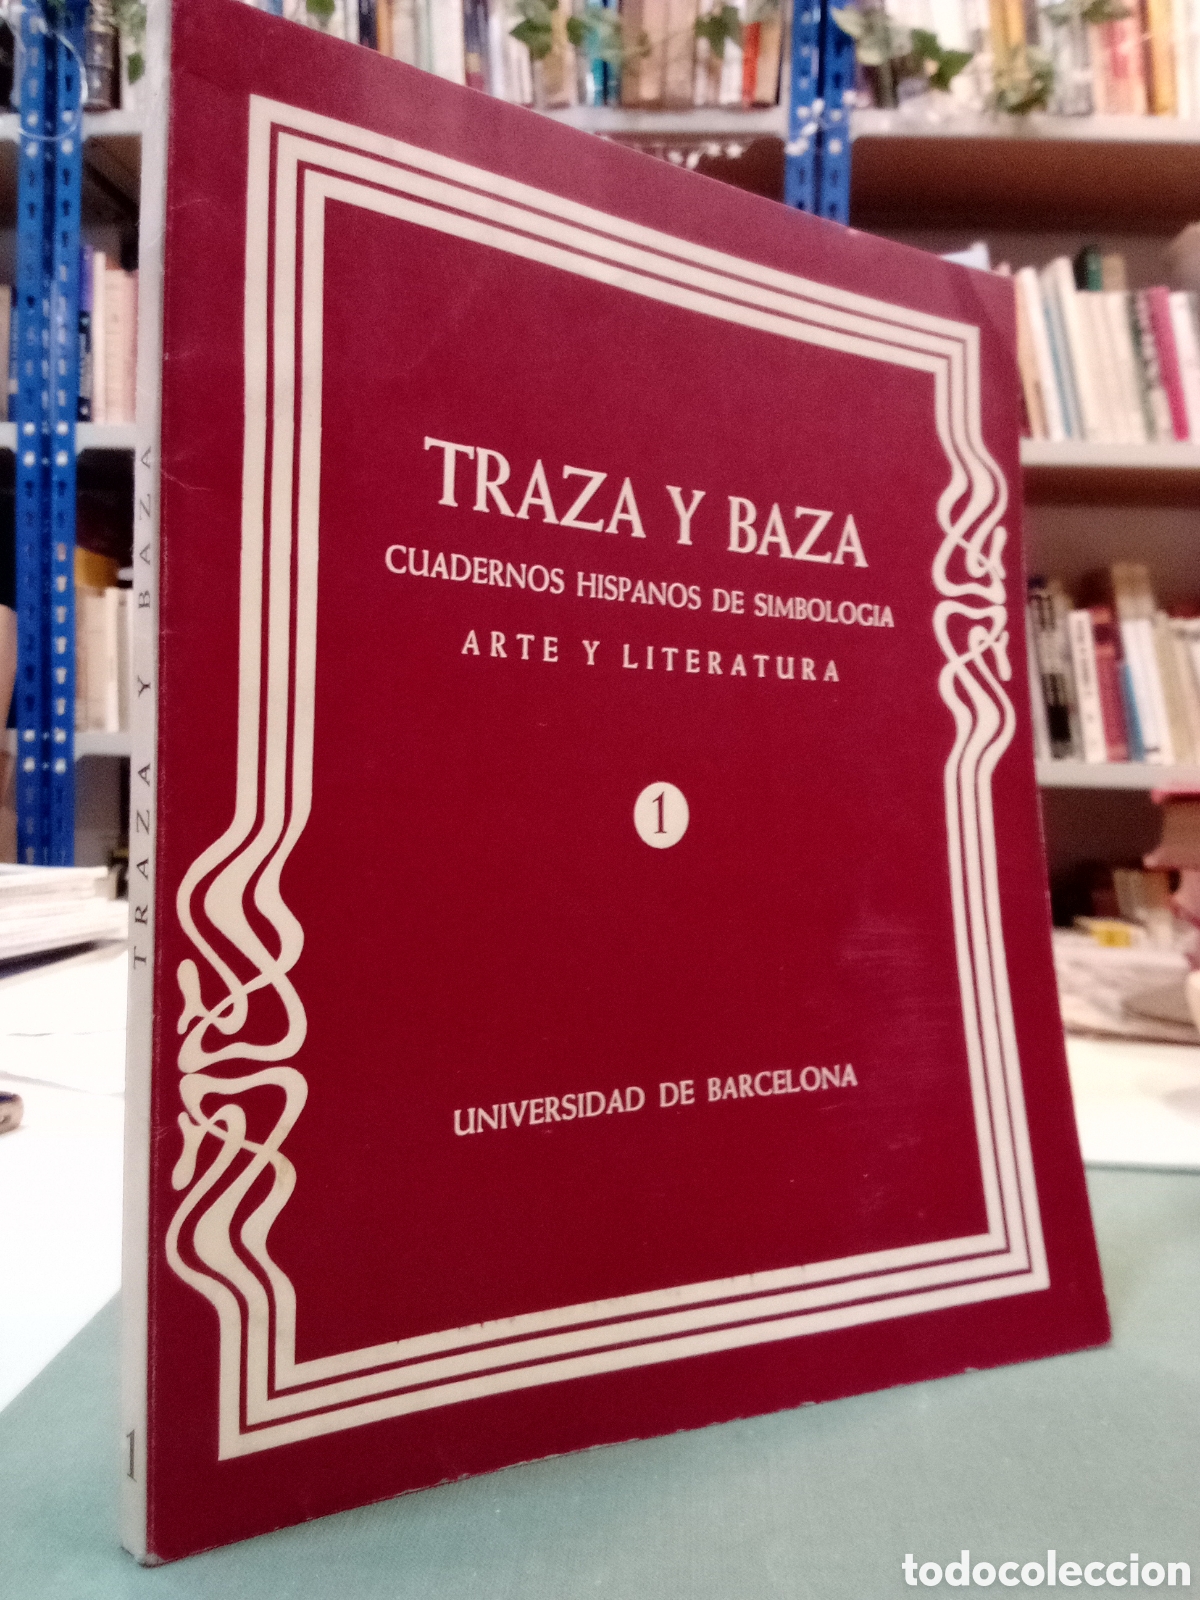 TRAZA Y BAZA
CUADERNOS HISPANOS DE SIMBOLOGIA
ARTE Y LITERATURA
1
UNIVERSIDAD DE BARCELONA
TRAZA Y BAZA
1
todocoleccion